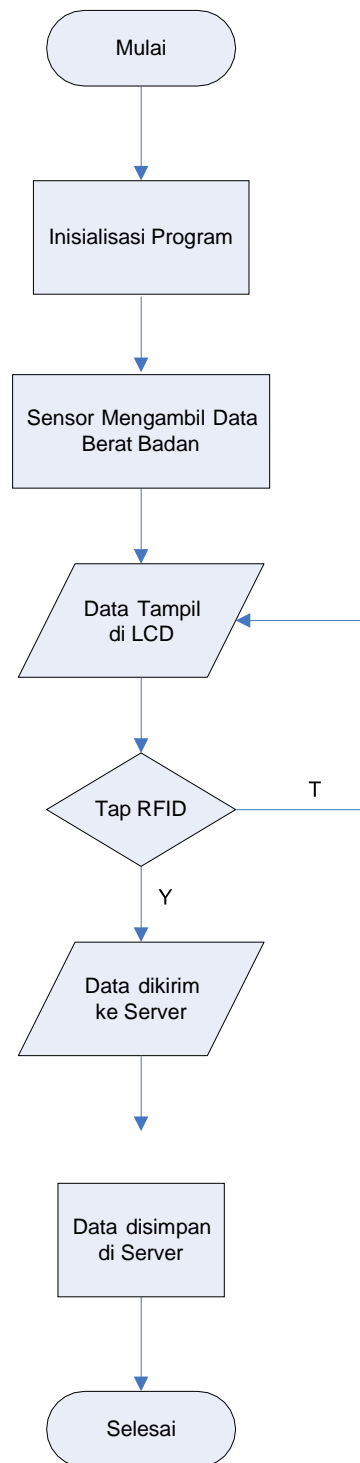 Mulai
Inisialisasi Program
Sensor Mengambil Data
Berat Badan
Data Tampil
di LCD
Tap RFID
T
Y
Data dikirim
ke Server
Data disimpan
di Server
Selesai